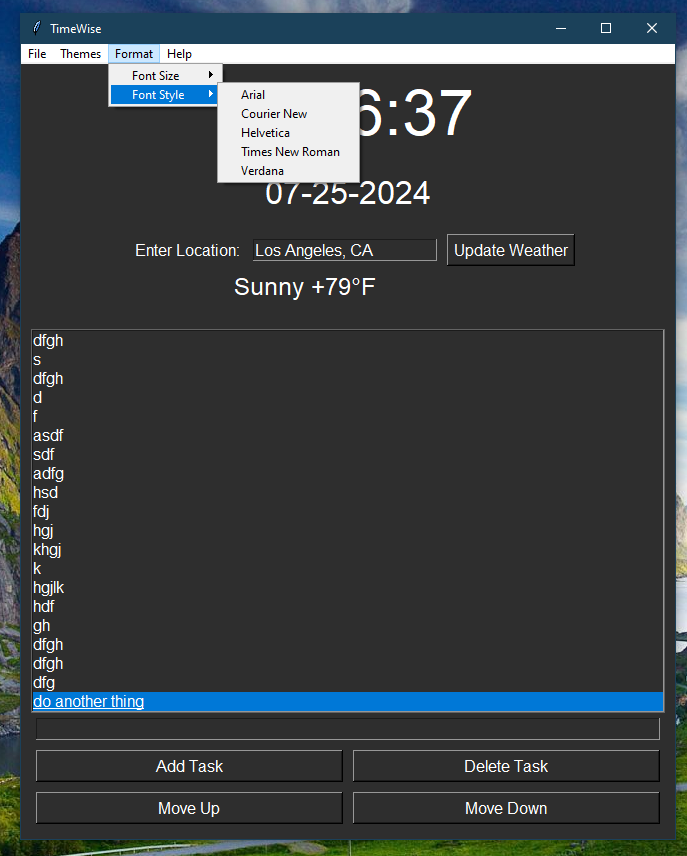 TimeWise
File Themes Format Help
Font Size
Font Style
Arial
Courier New
Helvetica
Times New Roman
Verdana
6:37
07-25-2024
Enter Location: Los Angeles, CA Update Weather
Sunny +79°F
dfgh
s
dfgh
d
f
asdf
sdf
adfg
hsd
fdj
hgj
khgj
k
hgjlk
hdf
gh
dfgh
dfgh
dfg
do another thing
Add Task Delete Task
Move Up Move Down